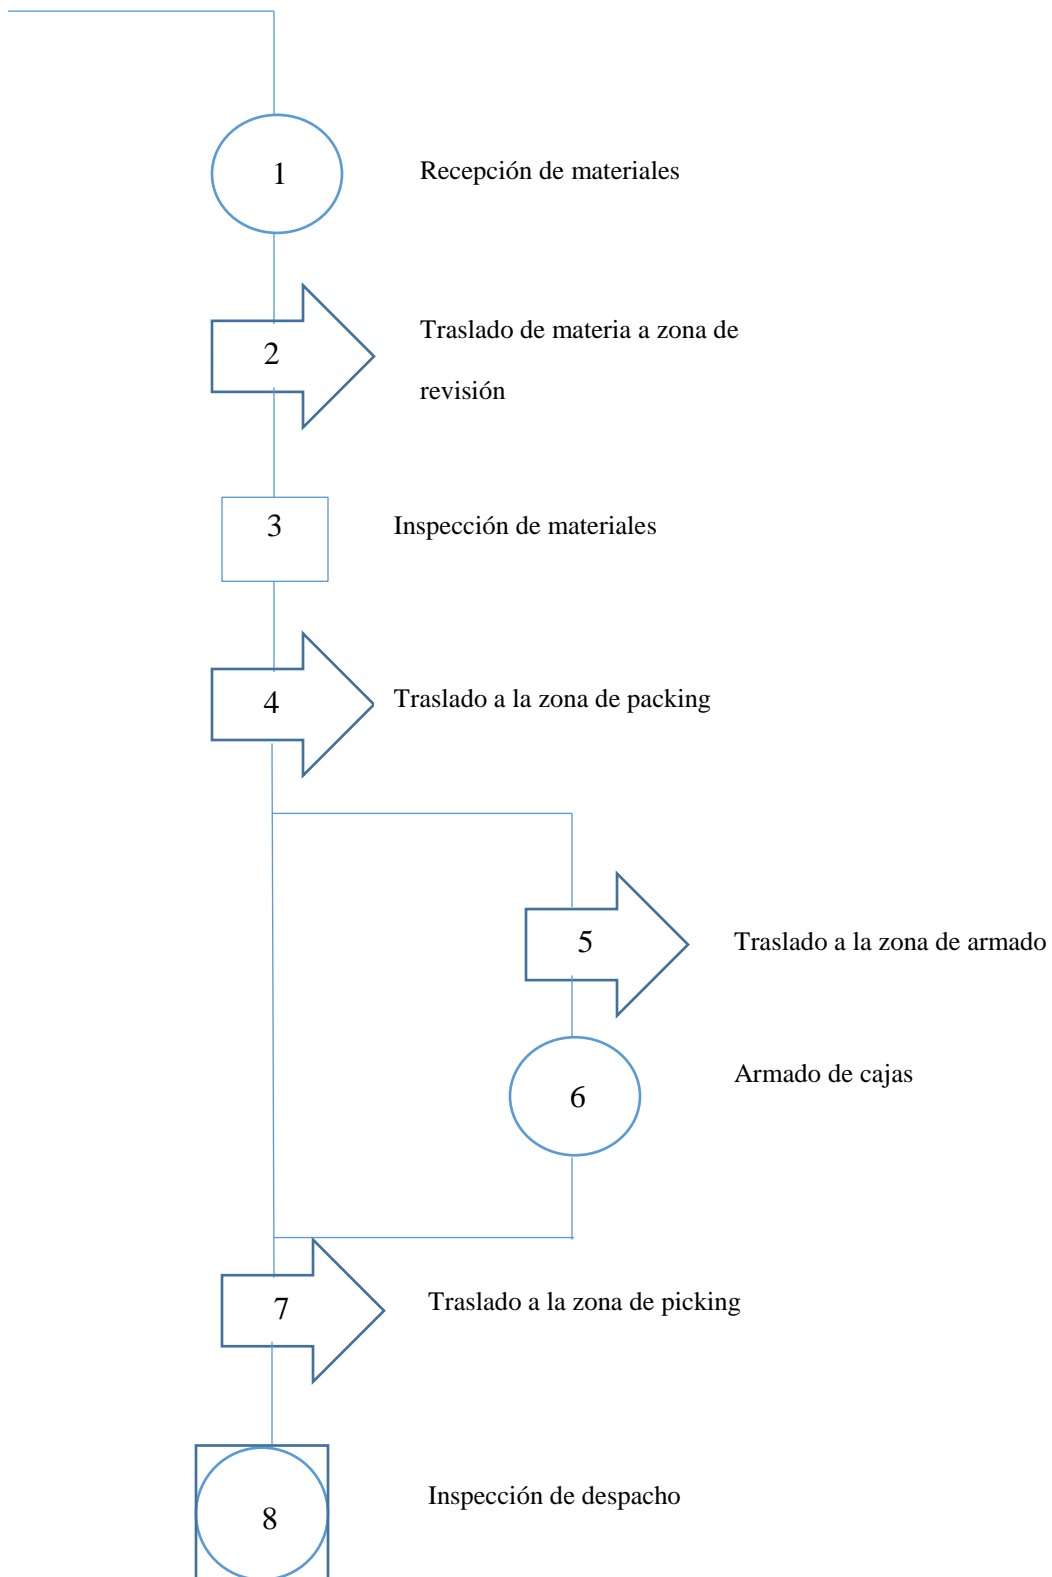 1
Recepción de materiales
2
Traslado de materia a zona de
revisión
3
Inspección de materiales
4
Traslado a la zona de packing
5
Traslado a la zona de armado
6
Armado de cajas
7
Traslado a la zona de picking
8
Inspección de despacho